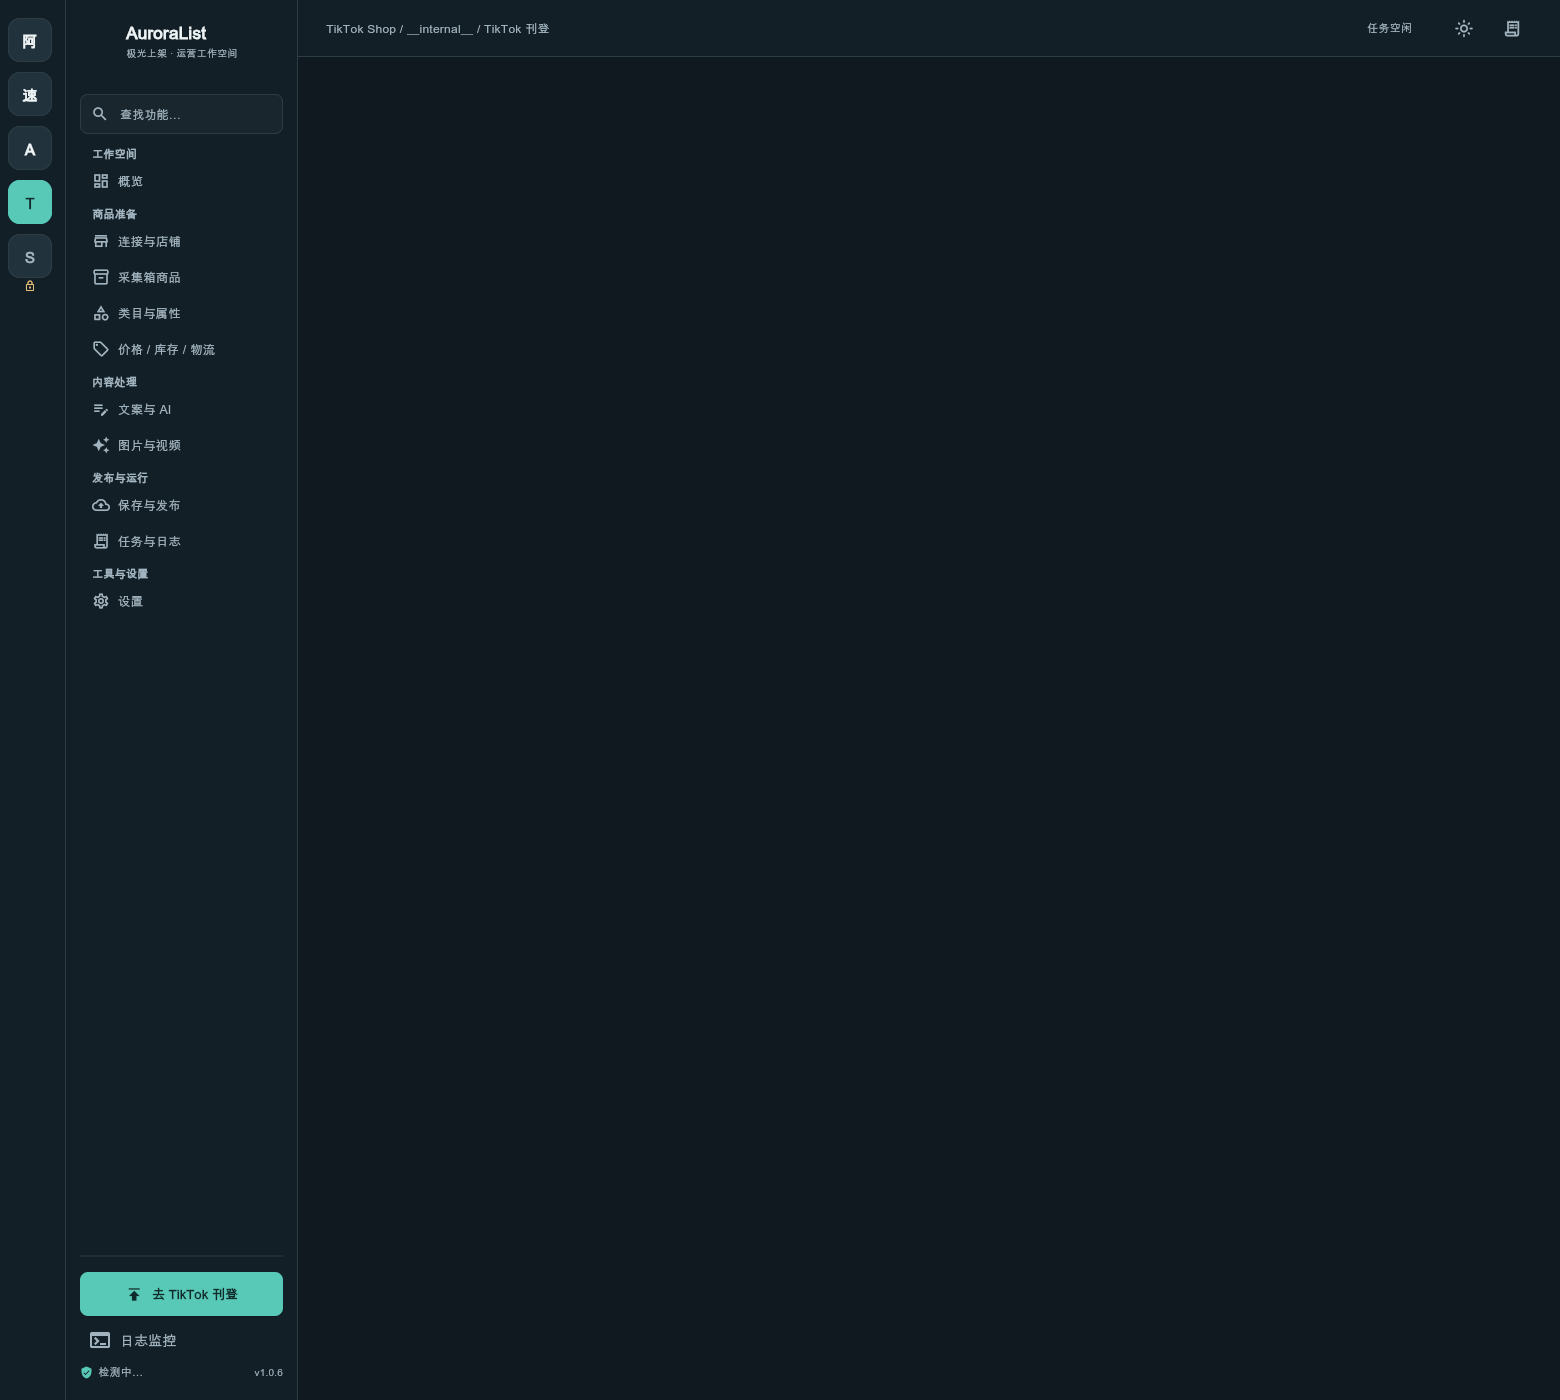 阿
速
A
T
S
AuroraList
极光上架 · 运营工作空间
查找功能...
工作空间
概览
商品准备
连接与店铺
采集箱商品
类目与属性
价格 / 库存 / 物流
内容处理
文案与 AI
图片与视频
发布与运行
保存与发布
任务与日志
工具与设置
设置
去 TikTok 刊登
日志监控
检测中...
v1.0.6
TikTok Shop / __internal__ / TikTok 刊登
任务空闲